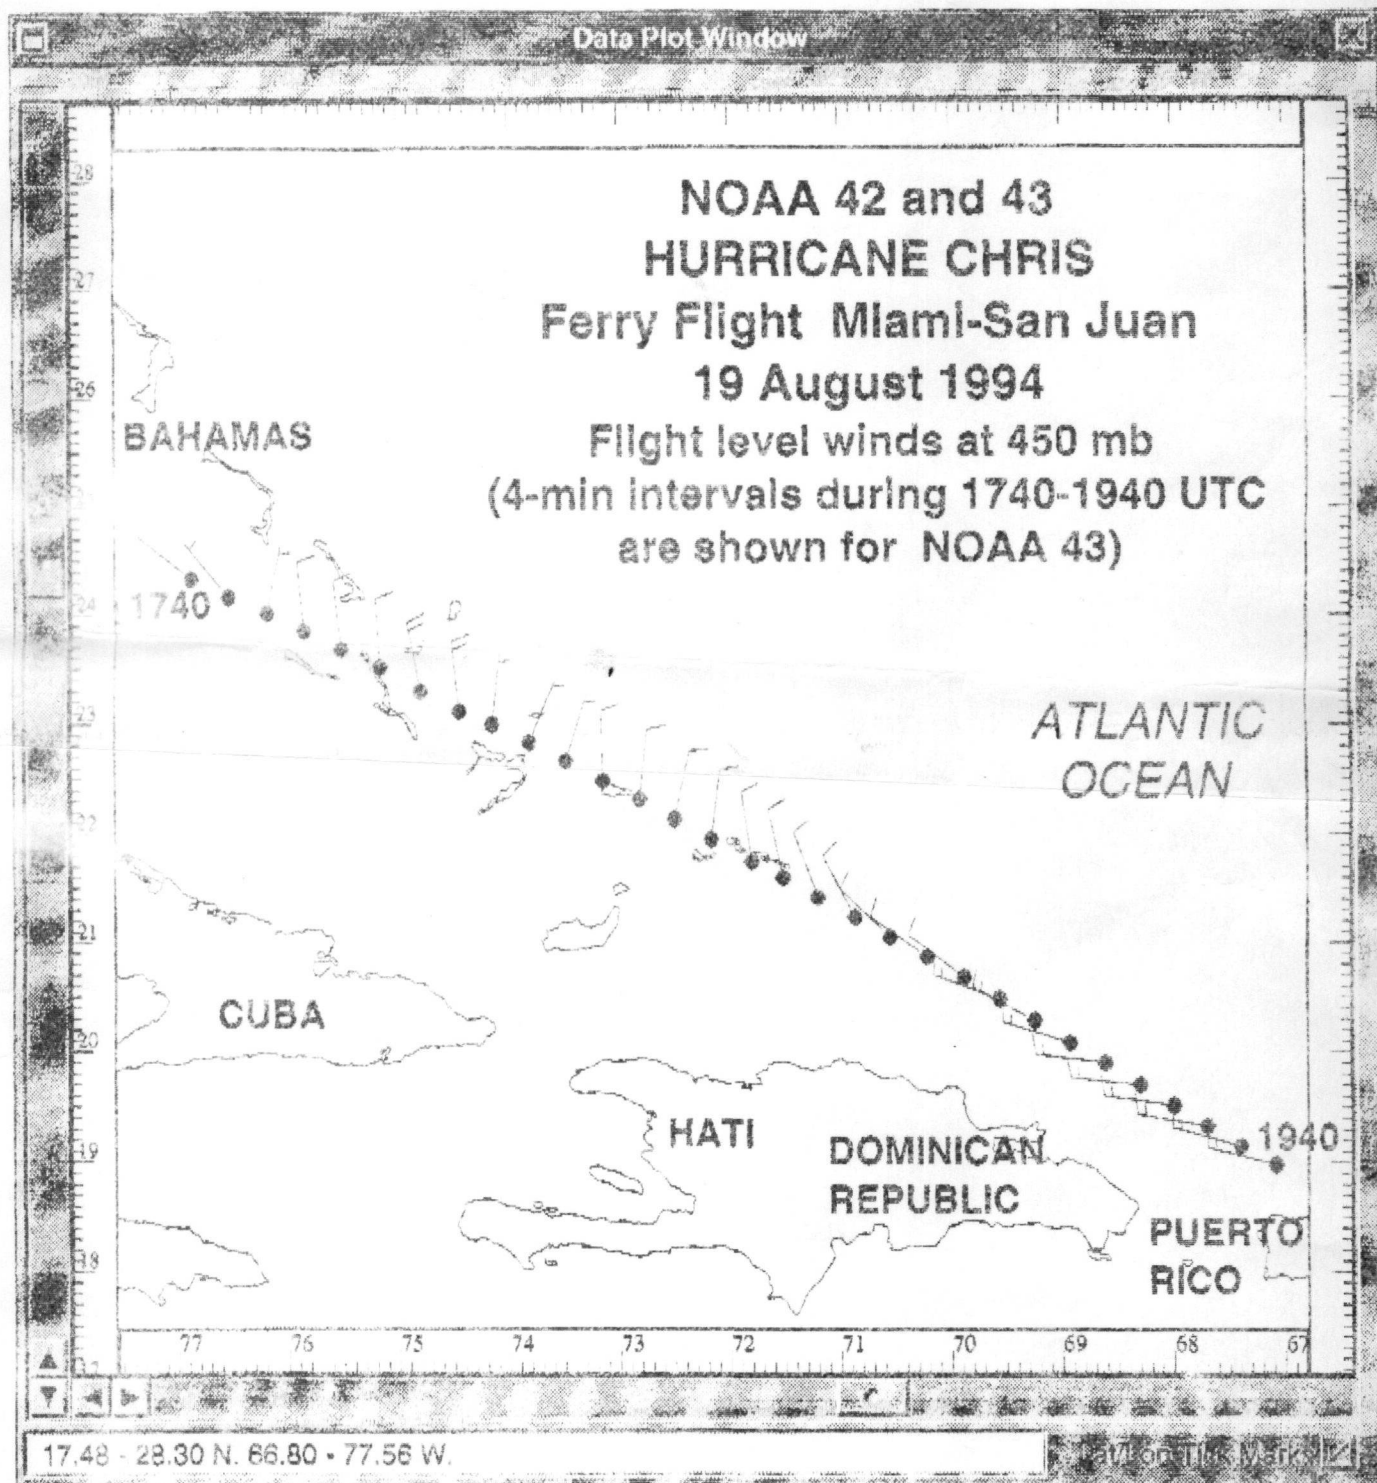 Data Plot Window
NOAA 42 and 43
HURRICANE CHRIS
Ferry Flight Miami-San Juan
19 August 1994
Flight level winds at 450 mb
(4-min intervals during 1740-1940 UTC
are shown for NOAA 43)
28
27
26
BAHAMAS
24
1740
23
ATLANTIC
OCEAN
22
21
CUBA
20
HATI
1940
19
DOMINICAN
REPUBLIC
PUERTO
RICO
18
77 76 75 74 73 72 71 70 69 68 67
17.48 - 28.30 N. 66.80 - 77.56 W.